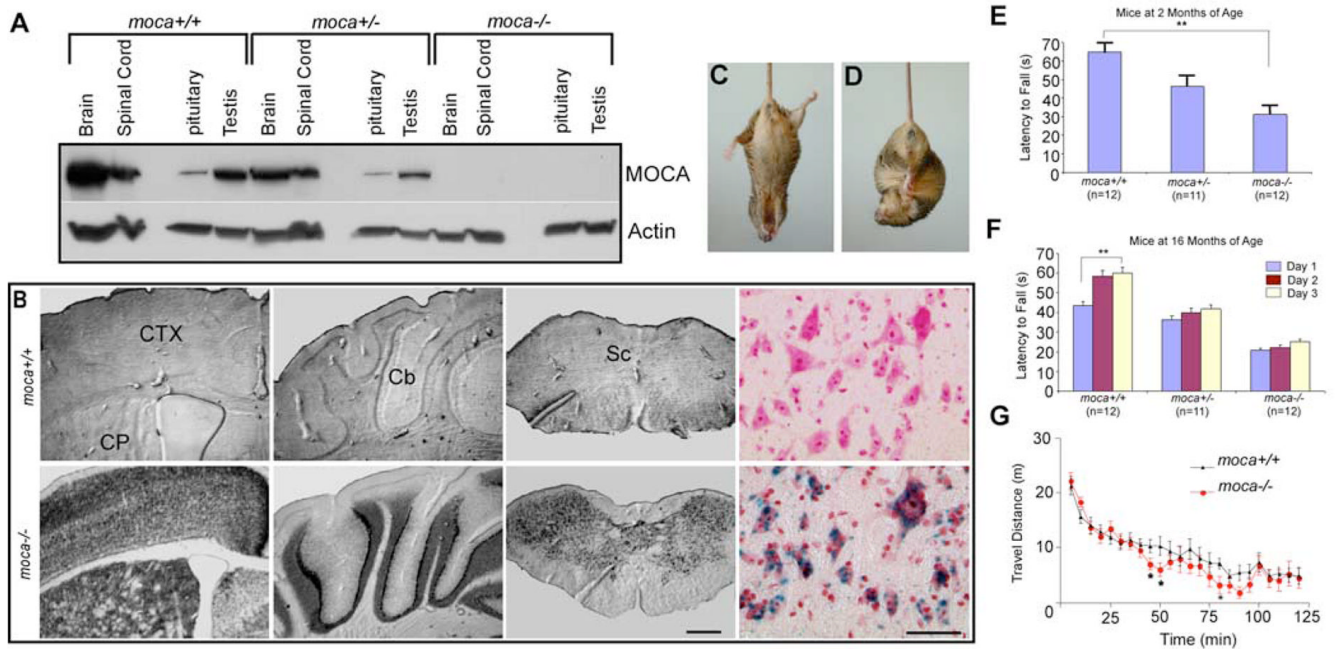 A
moca+/+ moca+/- moca-/-
Brain Spinal Cord pituitary Testis Brain Spinal Cord pituitary Testis Brain Spinal Cord pituitary Testis
MOCA
Actin
B
moca+/+
CTX
CP
Cb
Sc
moca-/-
C
D
E
Mice at 2 Months of Age
**
Latency to Fall (s)
70
60
50
40
30
20
10
0
moca+/+ moca+/- moca-/-
(n=12) (n=11) (n=12)
F
Mice at 16 Months of Age
**
Day 1
Day 2
Day 3
Latency to Fall (s)
70
60
50
40
30
20
10
0
moca+/+ moca+/- moca-/-
(n=12) (n=11) (n=12)
G
moca+/+
moca-/-
Travel Distance (m)
30
20
10
0
* * *
25 50 75 100 125
Time (min)